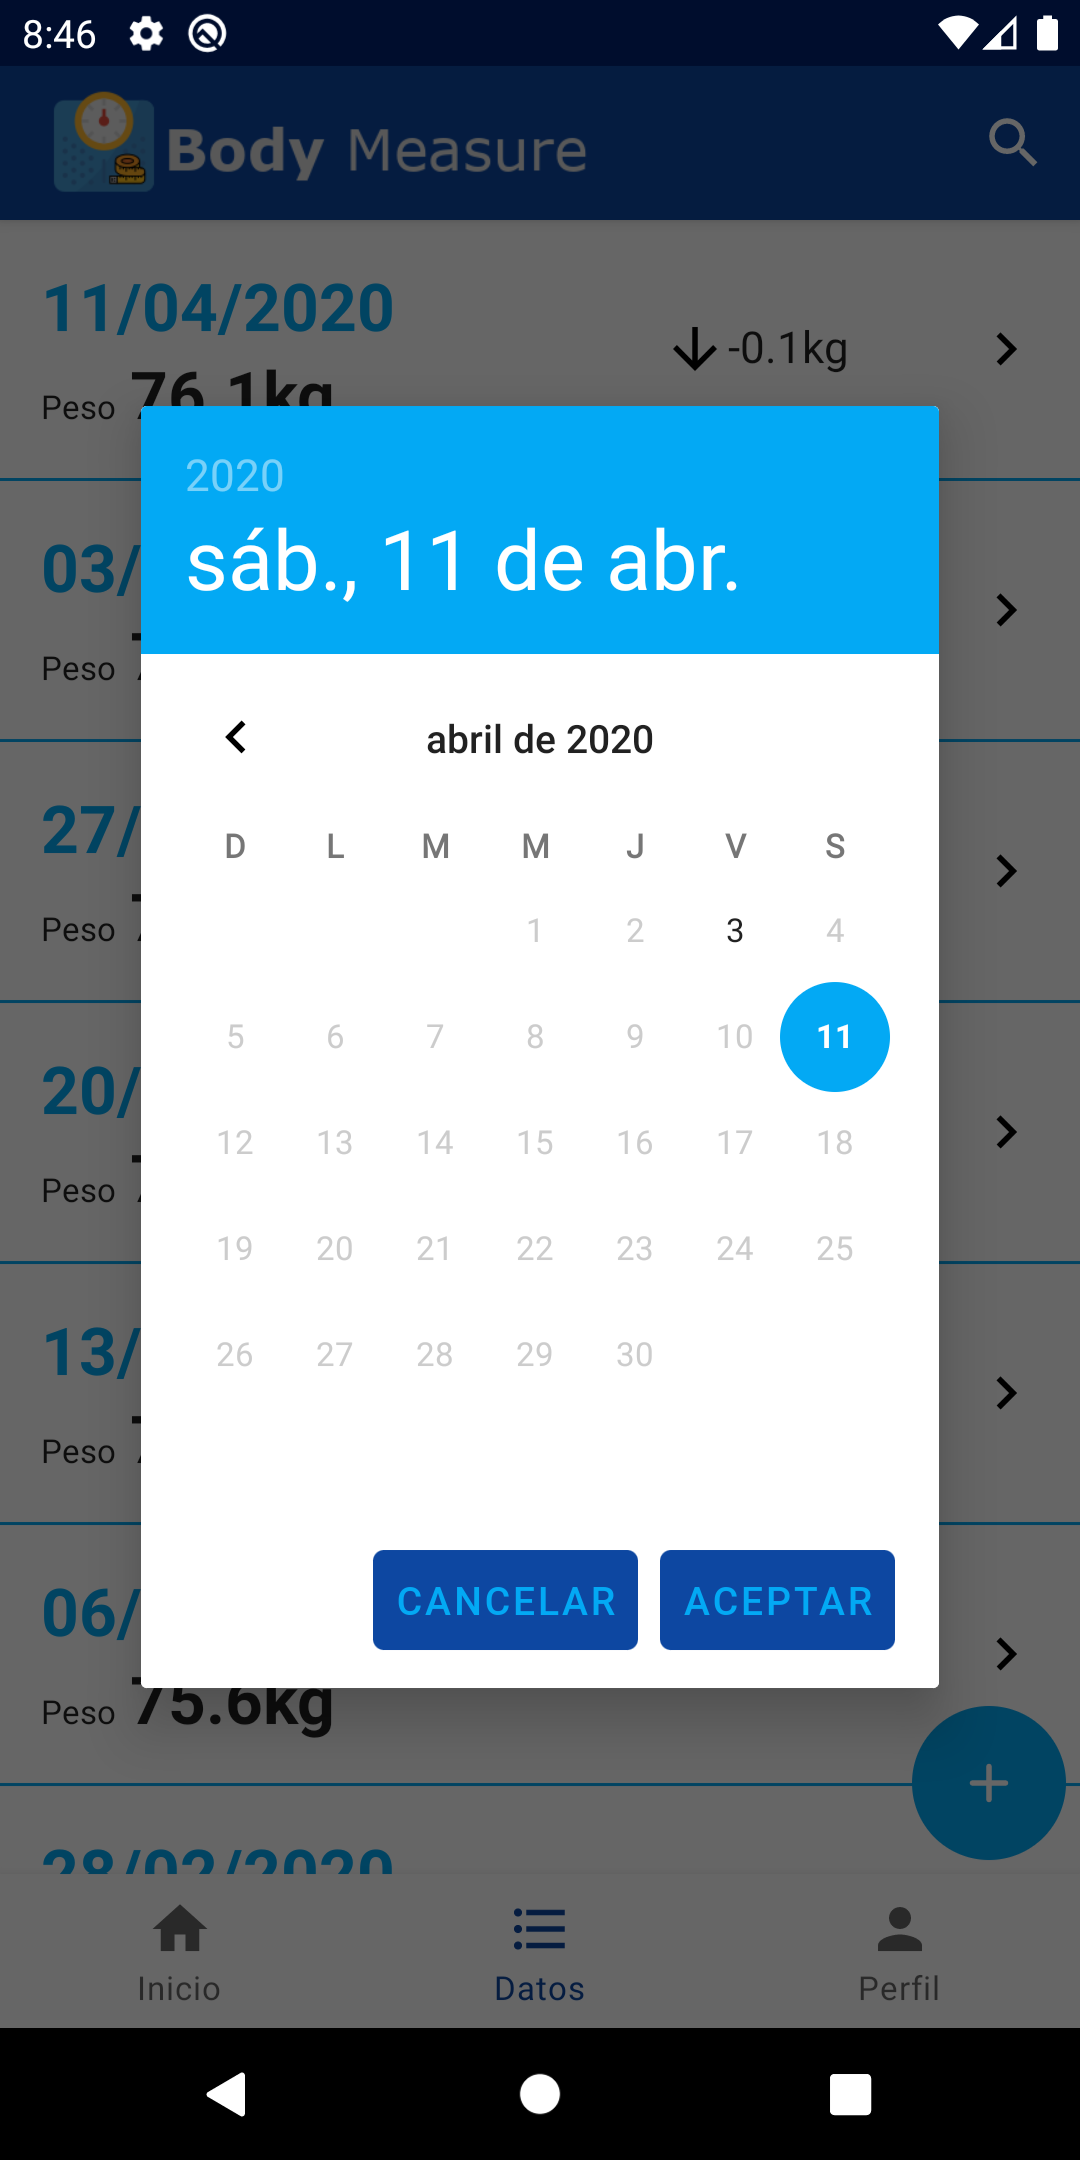 8:46
Body Measure
11/04/2020
-0.1kg
Peso 76.1kg
2020
sáb., 11 de abr.
03/
Peso
abril de 2020
27/
D L M M J V S
Peso
1 2 3 4
5 6 7 8 9 10 11
20/
12 13 14 15 16 17 18
Peso
19 20 21 22 23 24 25
13/
26 27 28 29 30
Peso
CANCELAR ACEPTAR
06/
Peso 75.6kg
28/02/2020
Inicio Datos Perfil